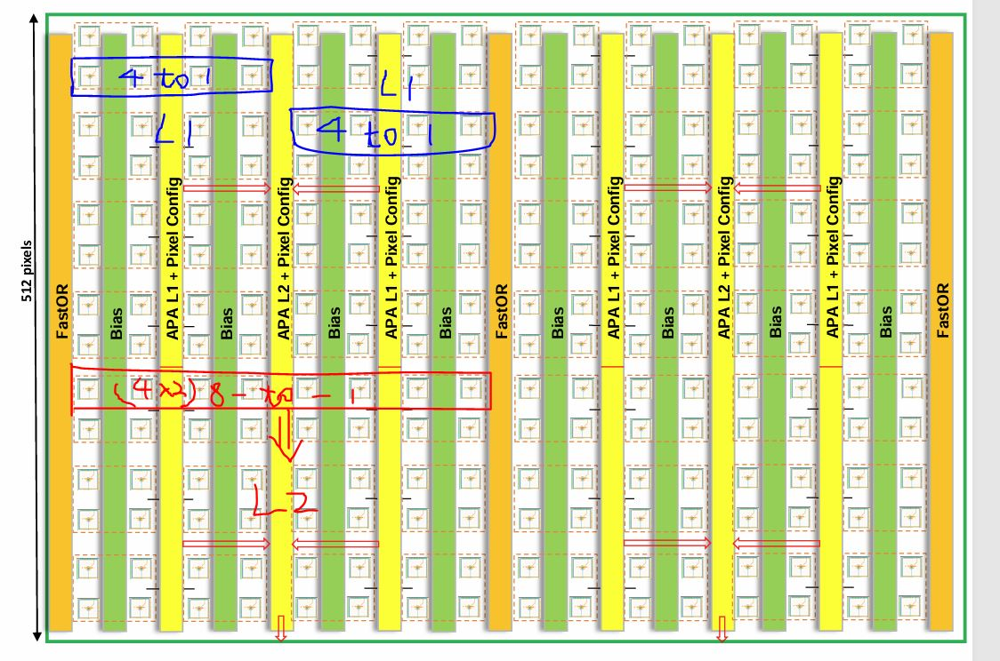 4 to 1
L1
L1
4 to 1
512 pixels
FastOR
Bias
APA L1 + Pixel Config
Bias
APA L2 + Pixel Config
Bias
APA L1 + Pixel Config
Bias
FastOR
Bias
APA L1 + Pixel Config
Bias
APA L2 + Pixel Config
Bias
APA L1 + Pixel Config
Bias
FastOR
(4x2) 8-to-1
L2